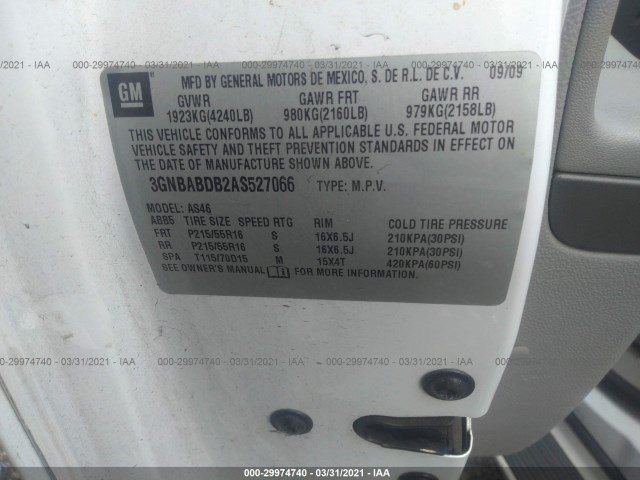 000-29974740 - 03/31/2021 - IAA
GM
MFD BY GENERAL MOTORS DE MEXICO, S. DE R.L. DE C.V. 09/09
GVWR GAWR FRT GAWR RR
1923KG(4240LB) 980KG(2160LB) 979KG(2158LB)
THIS VEHICLE CONFORMS TO ALL APPLICABLE U.S. FEDERAL MOTOR
VEHICLE SAFETY AND THEFT PREVENTION STANDARDS IN EFFECT ON THE
DATE OF MANUFACTURE SHOWN ABOVE.
3GNBABDB2AS527066 TYPE: M.P.V.
MODEL: AS46
ABB5 TIRE SIZE SPEED RTG RIM COLD TIRE PRESSURE
FRT P215/55R16 S 16X6.5J 210KPA(30PSI)
RR P215/55R16 S 16X6.5J 210KPA(30PSI)
SPA T115/70D15 M 15X4T 420KPA(60PSI)
SEE OWNER'S MANUAL FOR MORE INFORMATION.
000-29974740 - 03/31/2021 - IAA